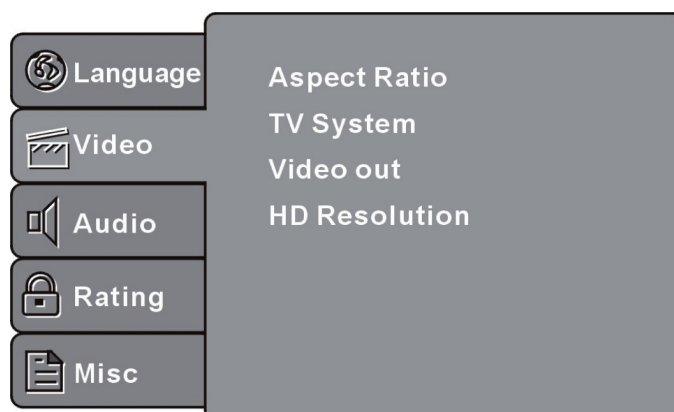 Language
Video
Audio
Rating
Misc
Aspect Ratio
TV System
Video out
HD Resolution